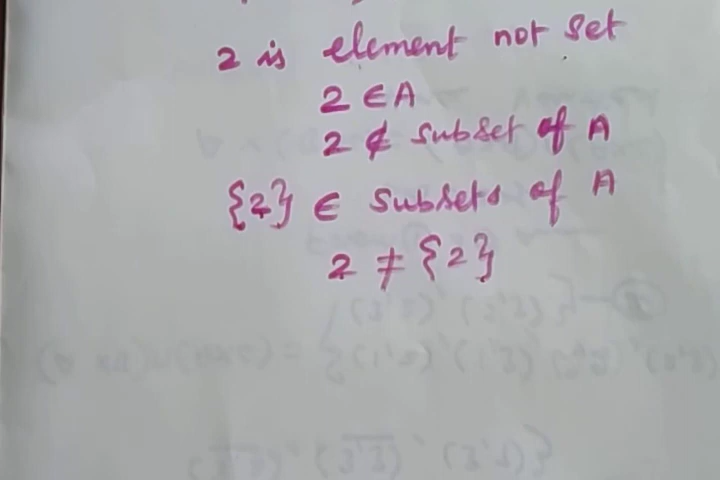 2 is element not set
2 ∈ A
2 ∉ subset of A
{2} ∈ subsets of A
2 ≠ {2}